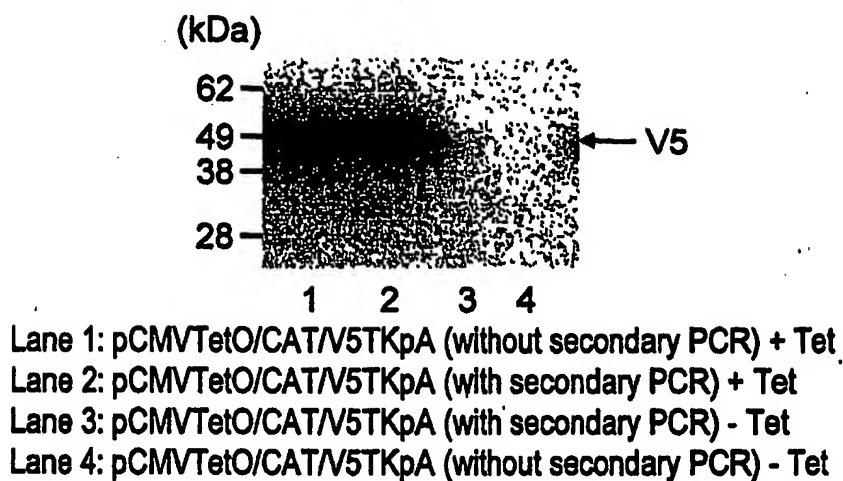 (kDa)
62
49
38
28
V5
1 2 3 4
Lane 1: pCMVTetO/CAT/V5TKpA (without secondary PCR) + Tet
Lane 2: pCMVTetO/CAT/V5TKpA (with secondary PCR) + Tet
Lane 3: pCMVTetO/CAT/V5TKpA (with secondary PCR) - Tet
Lane 4: pCMVTetO/CAT/V5TKpA (without secondary PCR) - Tet